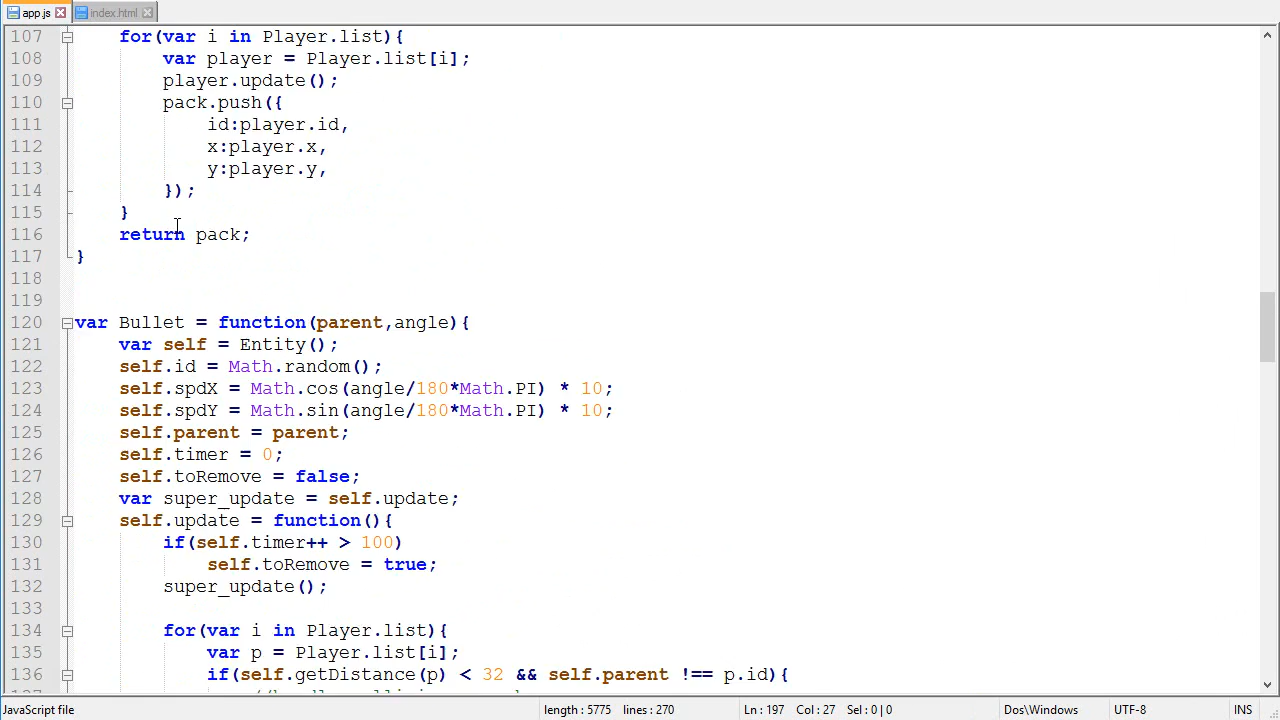 app.js index.html
107 for(var i in Player.list){
108 var player = Player.list[i];
109 player.update();
110 pack.push({
111 id:player.id,
112 x:player.x,
113 y:player.y,
114 });
115 }
116 return pack;
117 }
118
119
120 var Bullet = function(parent,angle){
121 var self = Entity();
122 self.id = Math.random();
123 self.spdX = Math.cos(angle/180*Math.PI) * 10;
124 self.spdY = Math.sin(angle/180*Math.PI) * 10;
125 self.parent = parent;
126 self.timer = 0;
127 self.toRemove = false;
128 var super_update = self.update;
129 self.update = function(){
130 if(self.timer++ > 100)
131 self.toRemove = true;
132 super_update();
133
134 for(var i in Player.list){
135 var p = Player.list[i];
136 if(self.getDistance(p) < 32 && self.parent !== p.id){
JavaScript file length : 5775 lines : 270 Ln : 197 Col : 27 Sel : 0 | 0 Dos\Windows UTF-8 INS